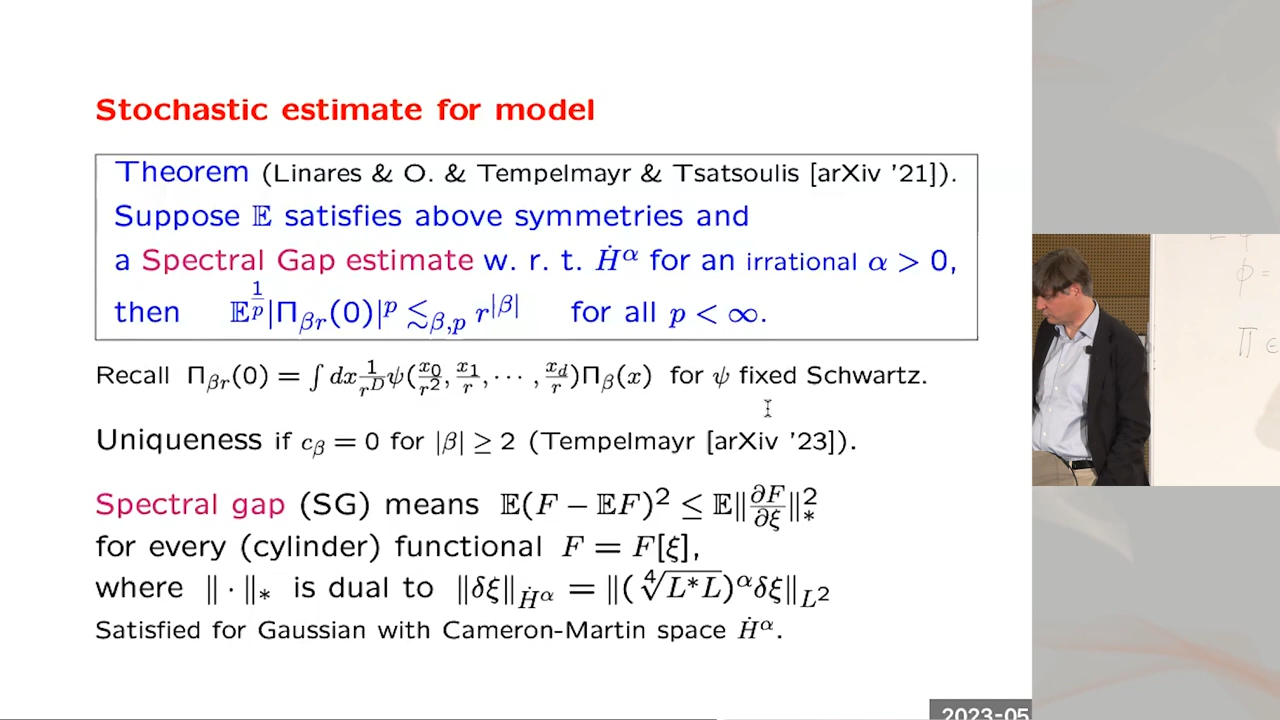 Stochastic estimate for model
Theorem (Linares & O. & Tempelmayr & Tsatsoulis [arXiv '21]).
Suppose 𝔼 satisfies above symmetries and
a Spectral Gap estimate w. r. t. Ḣ^α for an irrational α > 0,
then 𝔼^{1/p}|Π_{βr}(0)|^p ≲_{β,p} r^{|β|} for all p < ∞.
Recall Π_{βr}(0) = ∫ dx 1/r^D ψ(x_0/r^2, x_1/r, ⋯, x_d/r)Π_β(x) for ψ fixed Schwartz.
Uniqueness if c_β = 0 for |β| ≥ 2 (Tempelmayr [arXiv '23]).
Spectral gap (SG) means 𝔼(F − 𝔼F)^2 ≤ 𝔼‖∂F/∂ξ‖_*^2
for every (cylinder) functional F = F[ξ],
where ‖·‖_* is dual to ‖δξ‖_{Ḣ^α} = ‖(∜(L*L))^α δξ‖_{L^2}
Satisfied for Gaussian with Cameron-Martin space Ḣ^α.
2023-05